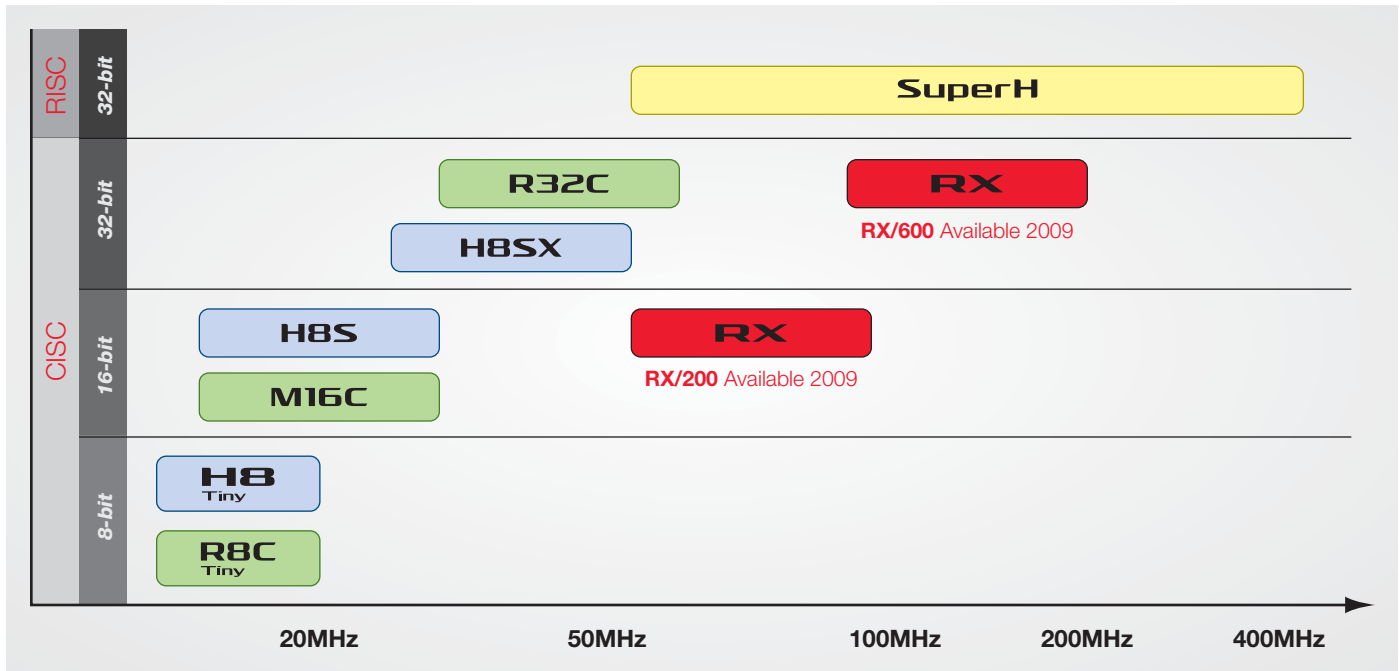 RISC
32-bit
SuperH
CISC
32-bit
R32C
RX
RX/600 Available 2009
H8SX
16-bit
H8S
RX
RX/200 Available 2009
M16C
8-bit
H8
Tiny
R8C
Tiny
20MHz 50MHz 100MHz 200MHz 400MHz